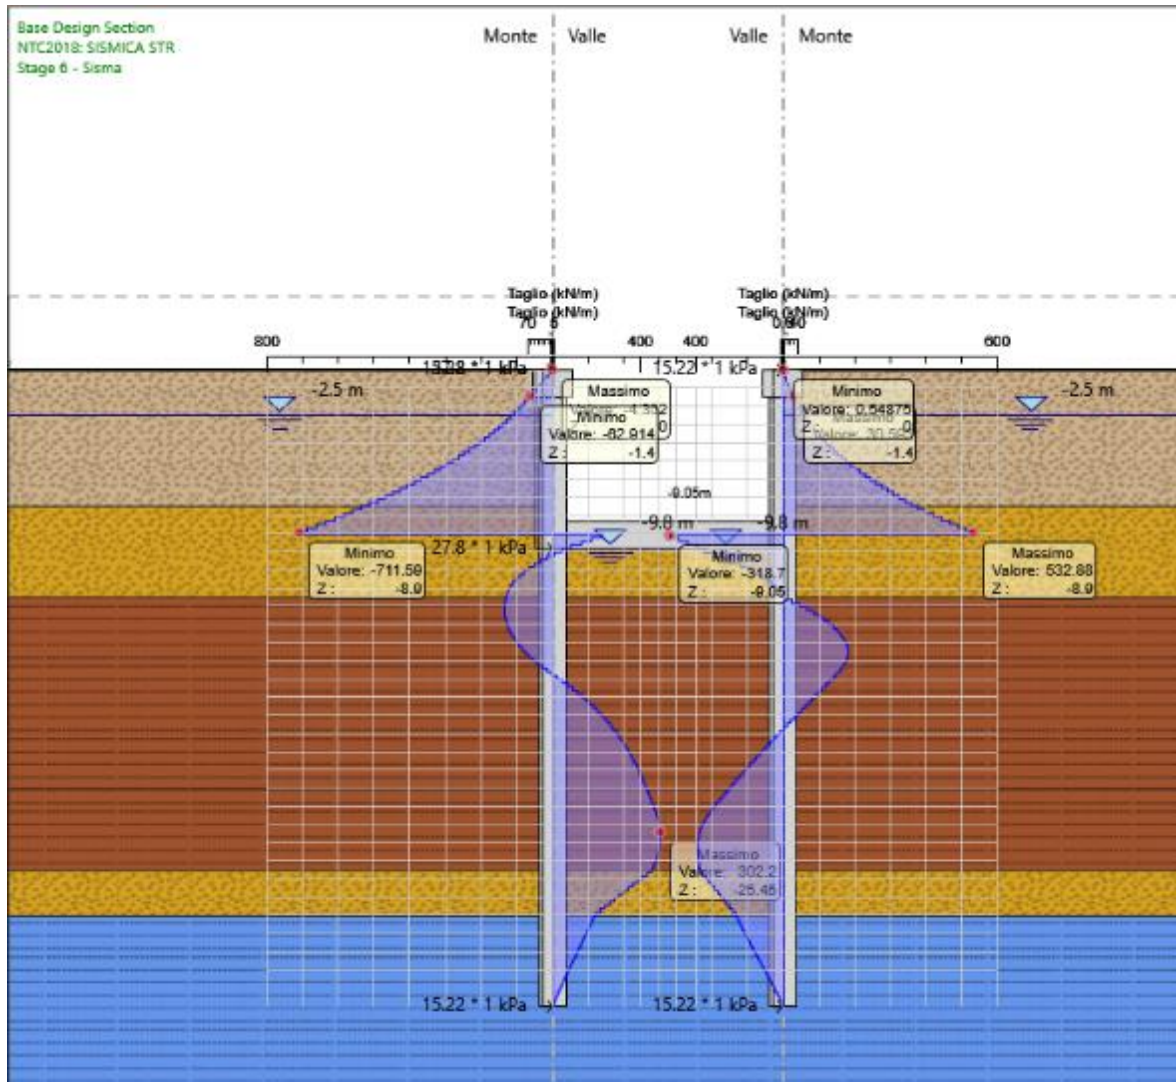 Base Design Section
NTC2018: SISMICA STR
Stage 6 - Sisma
Monte Valle
Valle Monte
Taglio (kN/m)
Taglio (kN/m)
Taglio (kN/m)
Taglio (kN/m)
800
400
400
600
15.22 * 1 kPa
-2.5 m
-2.5 m
Massimo
Minimo
Valore: -62.914
Z : -1.4
Minimo
Valore: 0.54875
Z : 0
Massimo
Z : -1.4
-9.05m
-9.8 m
-9.8 m
27.8 * 1 kPa
Minimo
Valore: -711.59
Z : -8.9
Minimo
Valore: -318.7
Z : -9.05
Massimo
Valore: 532.88
Z : -8.9
Massimo
Valore: 302.2
Z : -25.45
15.22 * 1 kPa
15.22 * 1 kPa